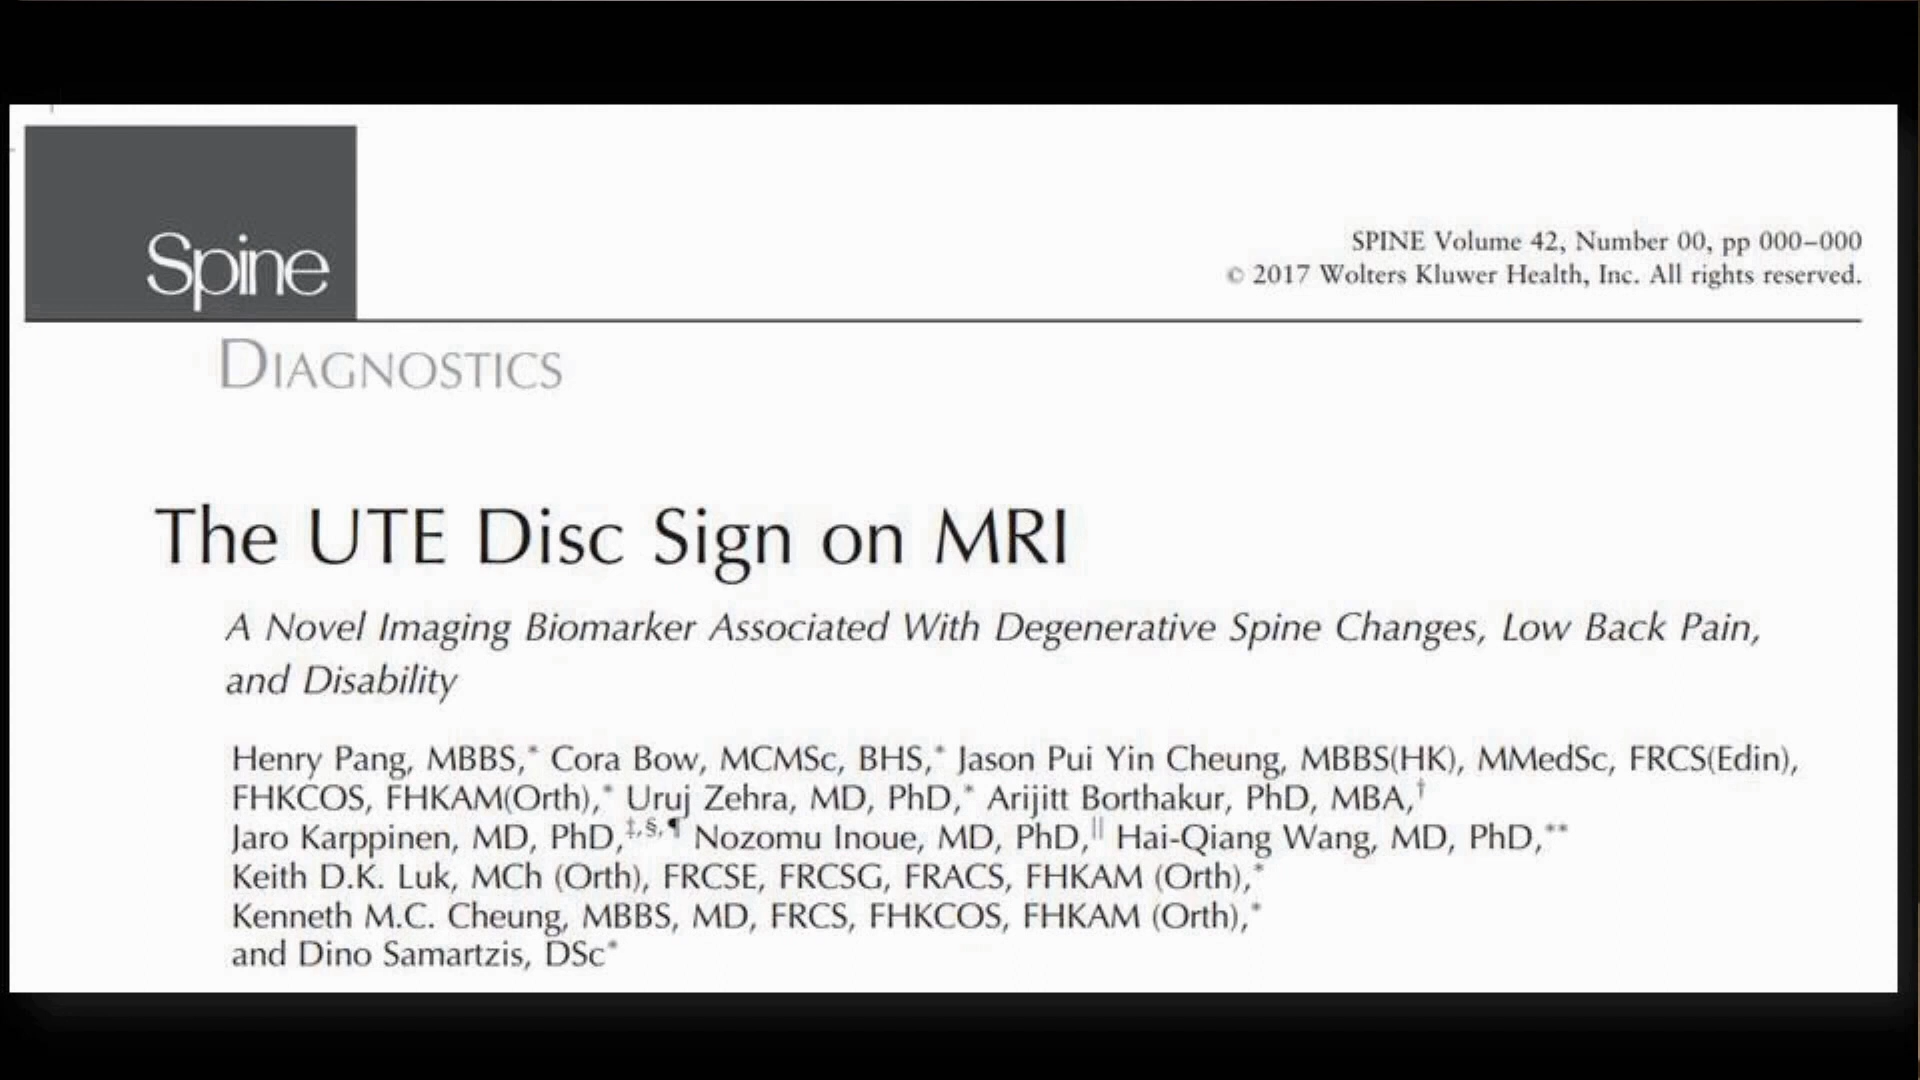 Spine
SPINE Volume 42, Number 00, pp 000–000
© 2017 Wolters Kluwer Health, Inc. All rights reserved.
DIAGNOSTICS
The UTE Disc Sign on MRI
A Novel Imaging Biomarker Associated With Degenerative Spine Changes, Low Back Pain,
and Disability
Henry Pang, MBBS,* Cora Bow, MCMSc, BHS,* Jason Pui Yin Cheung, MBBS(HK), MMedSc, FRCS(Edin),
FHKCOS, FHKAM(Orth),* Uruj Zehra, MD, PhD,* Arijitt Borthakur, PhD, MBA,†
Jaro Karppinen, MD, PhD,‡,§,¶ Nozomu Inoue, MD, PhD,|| Hai-Qiang Wang, MD, PhD,**
Keith D.K. Luk, MCh (Orth), FRCSE, FRCSG, FRACS, FHKAM (Orth),*
Kenneth M.C. Cheung, MBBS, MD, FRCS, FHKCOS, FHKAM (Orth),*
and Dino Samartzis, DSc*